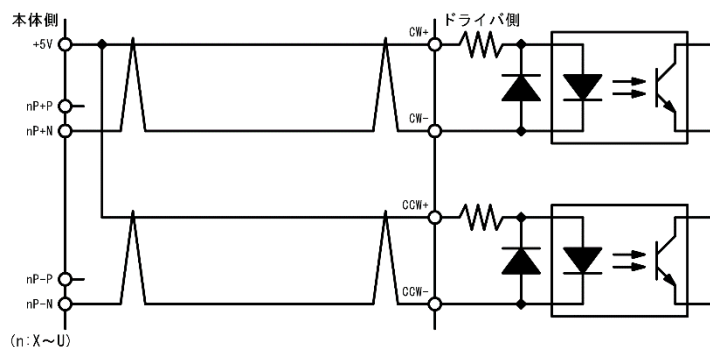 本体側
ドライバ側
+5V
CW+
nP+P
nP+N
CW-
CCW+
nP-P
nP-N
CCW-
(n:X～U)